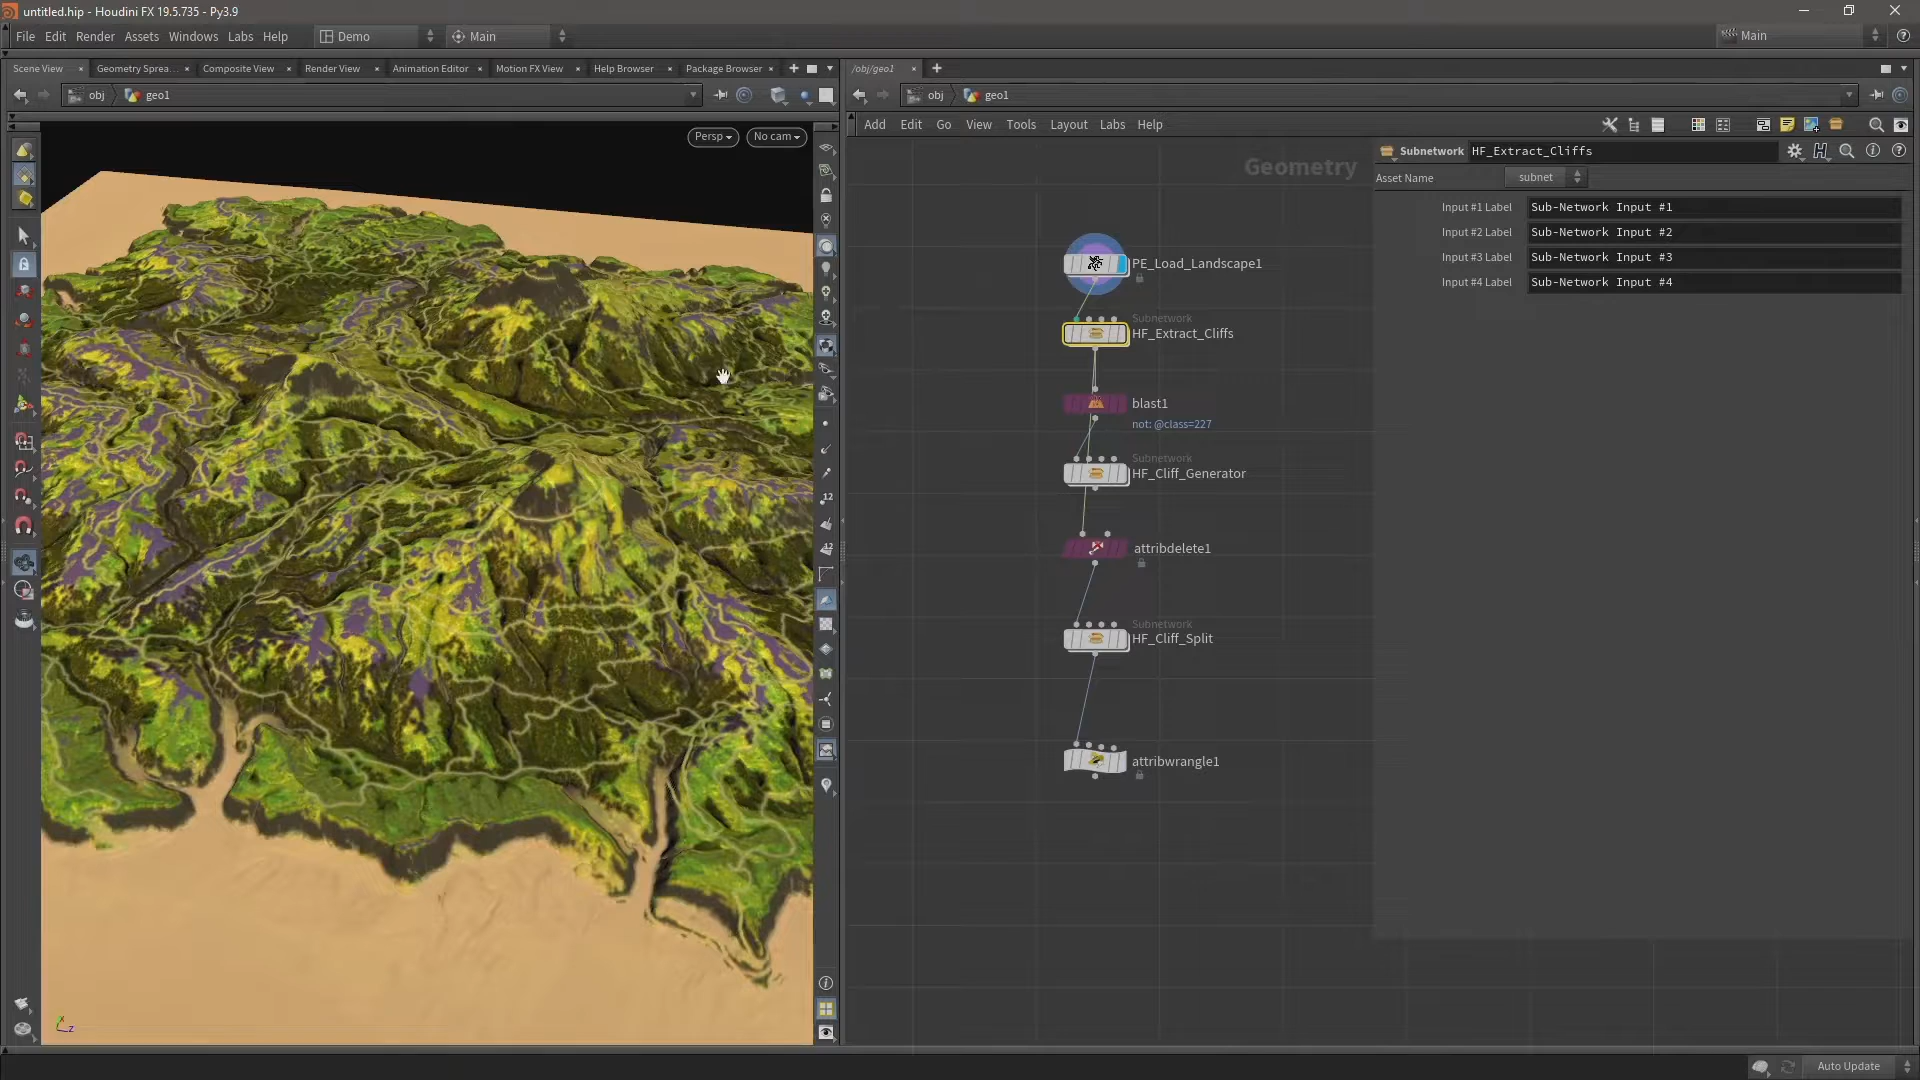 untitled.hip - Houdini FX 19.5.735 - Py3.9
File Edit Render Assets Windows Labs Help Demo Main Main
Scene View Geometry Sprea... Composite View Render View Animation Editor Motion FX View Help Browser Package Browser
/obj/geo1
obj geo1
obj geo1
Add Edit Go View Tools Layout Labs Help
Persp No cam
Geometry
Subnetwork HF_Extract_Cliffs
Asset Name subnet
Input #1 Label Sub-Network Input #1
Input #2 Label Sub-Network Input #2
Input #3 Label Sub-Network Input #3
Input #4 Label Sub-Network Input #4
PE_Load_Landscape1
Subnetwork
HF_Extract_Cliffs
blast1
not: @class=227
Subnetwork
HF_Cliff_Generator
attribdelete1
Subnetwork
HF_Cliff_Split
attribwrangle1
12
12
x
z
Auto Update